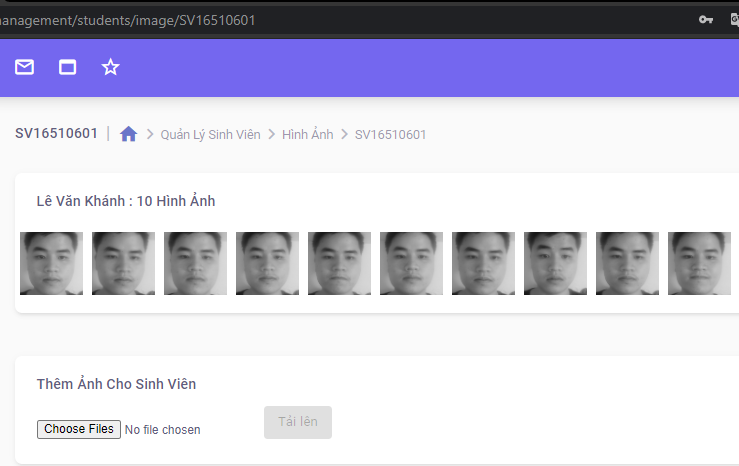 nanagement/students/image/SV16510601
SV16510601 | Quản Lý Sinh Viên > Hình Ảnh > SV16510601
Lê Văn Khánh : 10 Hình Ảnh
Thêm Ảnh Cho Sinh Viên
Choose Files No file chosen Tải lên